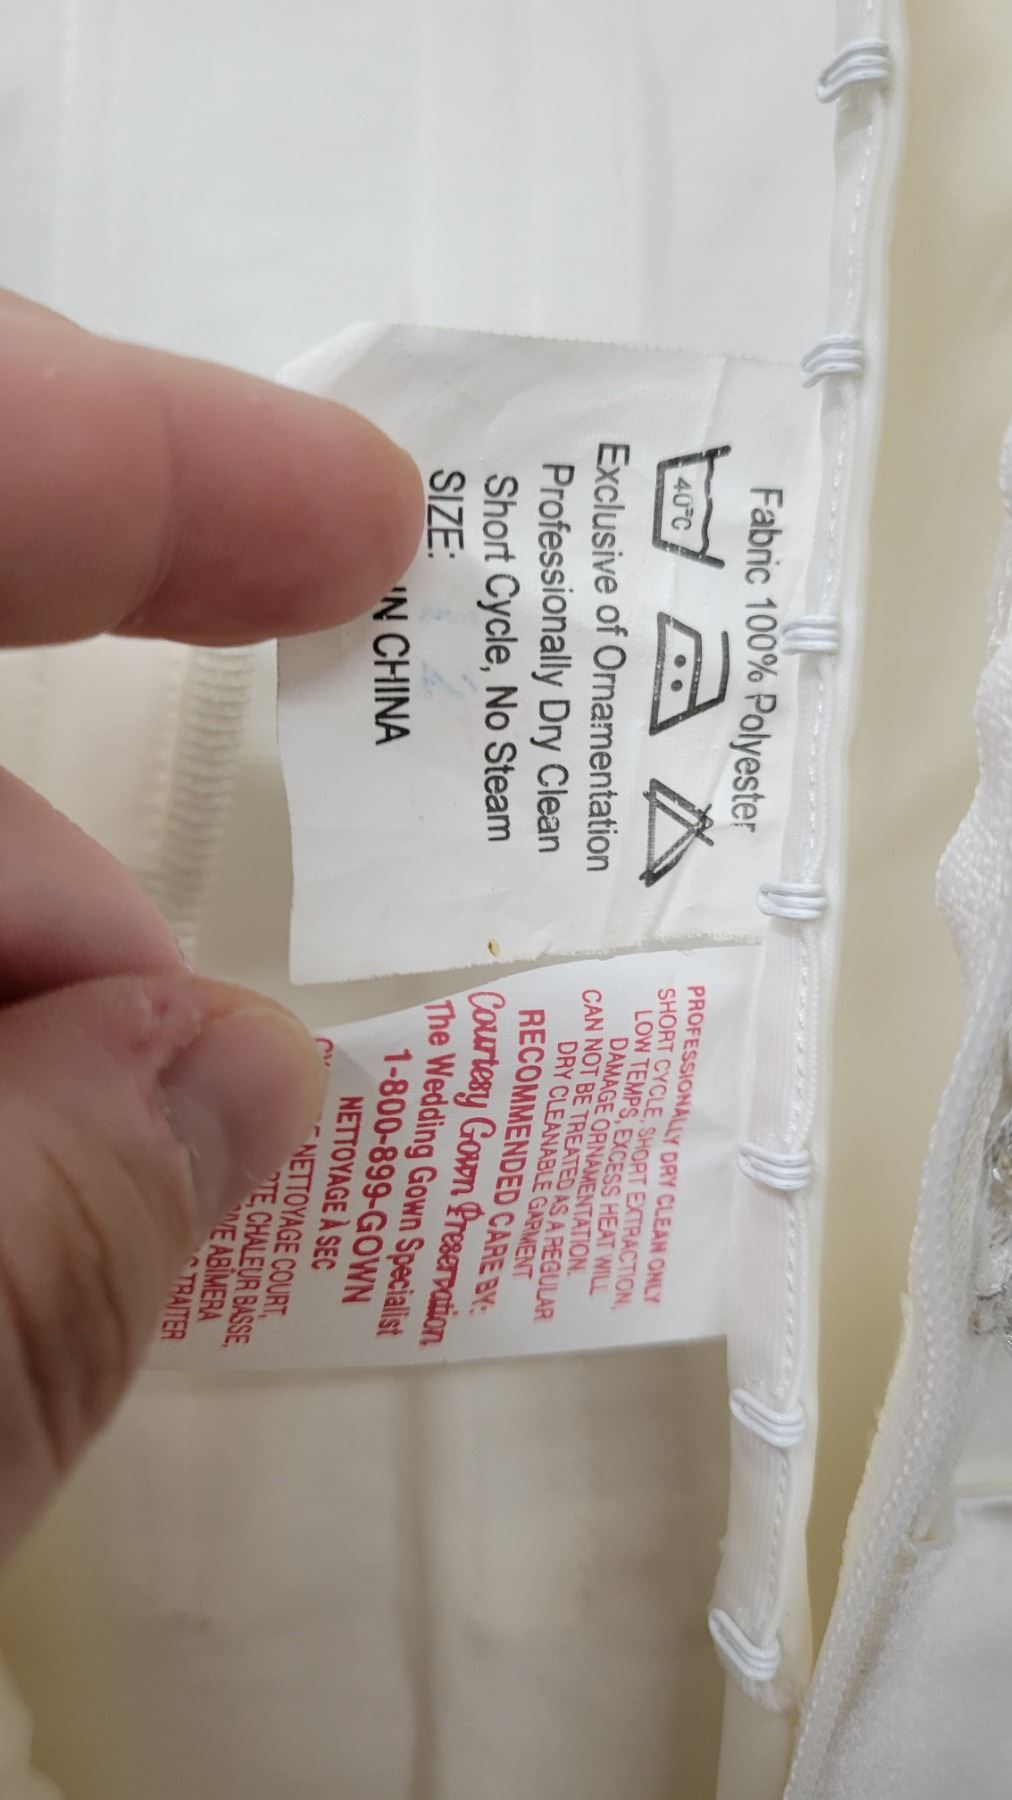 Fabric 100% Polyester
40°C
Exclusive of Ornamentation
Professionally Dry Clean
Short Cycle, No Steam
SIZE:
IN CHINA
PROFESSIONALLY DRY CLEAN ONLY
SHORT CYCLE, SHORT EXTRACTION,
LOW TEMPS, EXCESS HEAT WILL
DAMAGE ORNAMENTATION.
CAN NOT BE TREATED AS A REGULAR
DRY CLEANABLE GARMENT
RECOMMENDED CARE BY:
Courtesy Gown Preservation
The Wedding Gown Specialist
1-800-899-GOWN
NETTOYAGE À SEC
NETTOYAGE COURT,
CHALEUR BASSE,
ABÎMERA
TRAITER